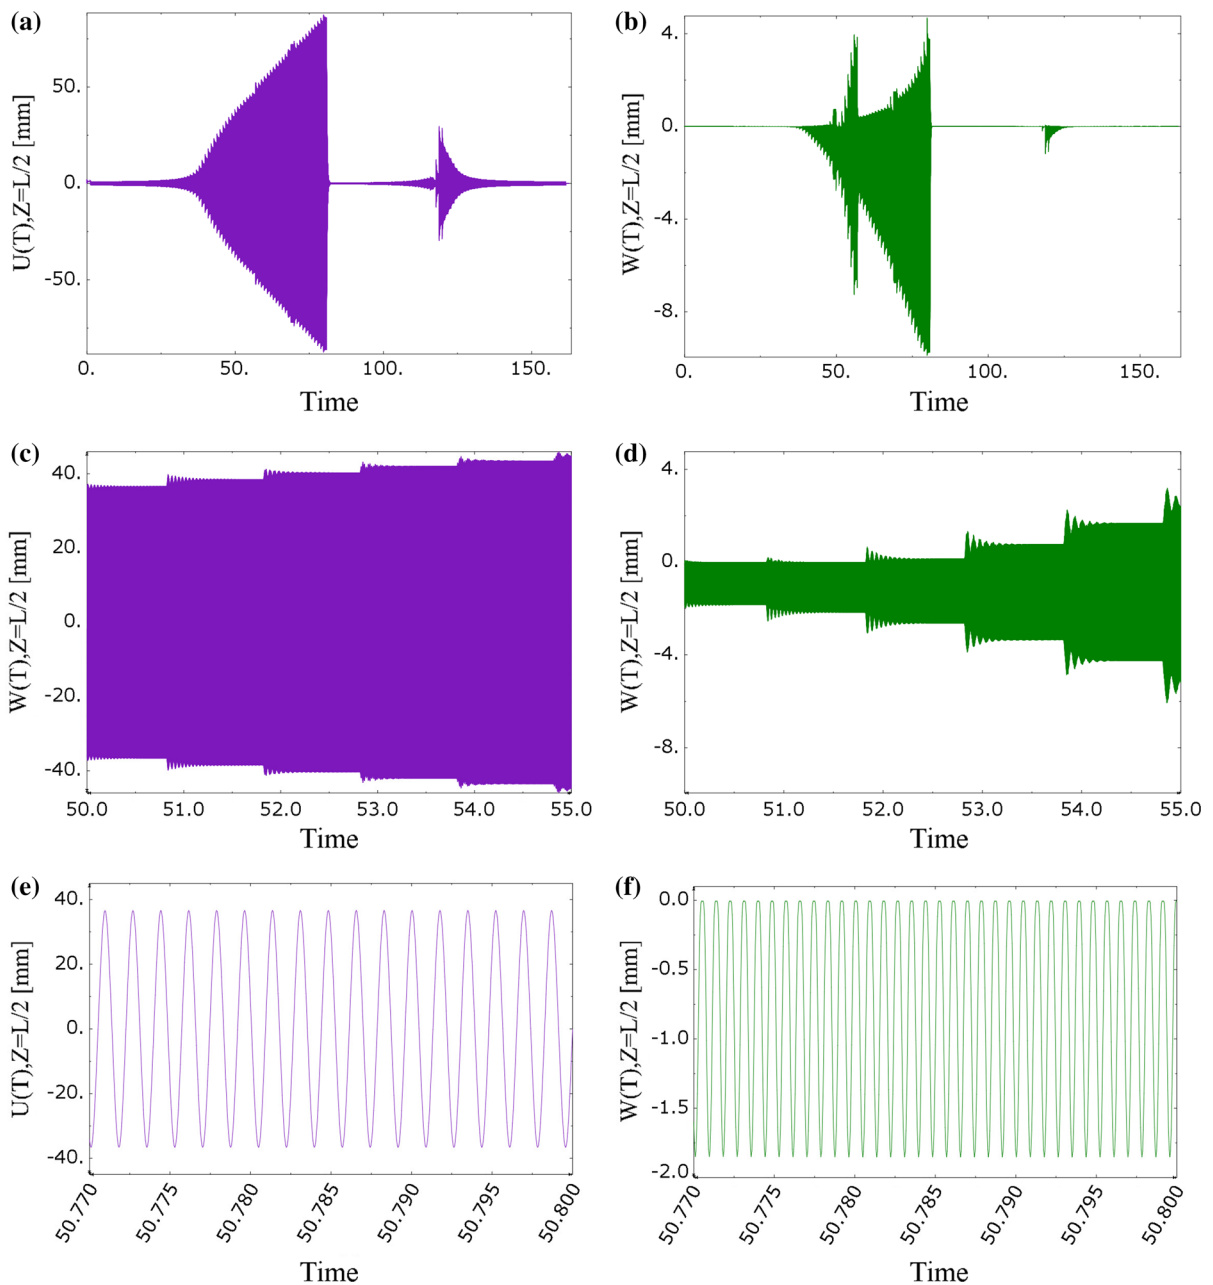 (a)
U(T),Z=L/2 [mm]
50.
0.
-50.
0. 50. 100. 150.
Time
(b)
W(T),Z=L/2 [mm]
4.
0.
-4.
-8.
0. 50. 100. 150.
Time
(c)
W(T),Z=L/2 [mm]
40.
20.
0.
-20.
-40.
50.0 51.0 52.0 53.0 54.0 55.0
Time
(d)
W(T),Z=L/2 [mm]
4.
0.
-4.
-8.
50.0 51.0 52.0 53.0 54.0 55.0
Time
(e)
U(T),Z=L/2 [mm]
40.
20.
0.
-20.
-40.
50.770 50.775 50.780 50.785 50.790 50.795 50.800
Time
(f)
W(T),Z=L/2 [mm]
0.0
-0.5
-1.0
-1.5
-2.0
50.770 50.775 50.780 50.785 50.790 50.795 50.800
Time